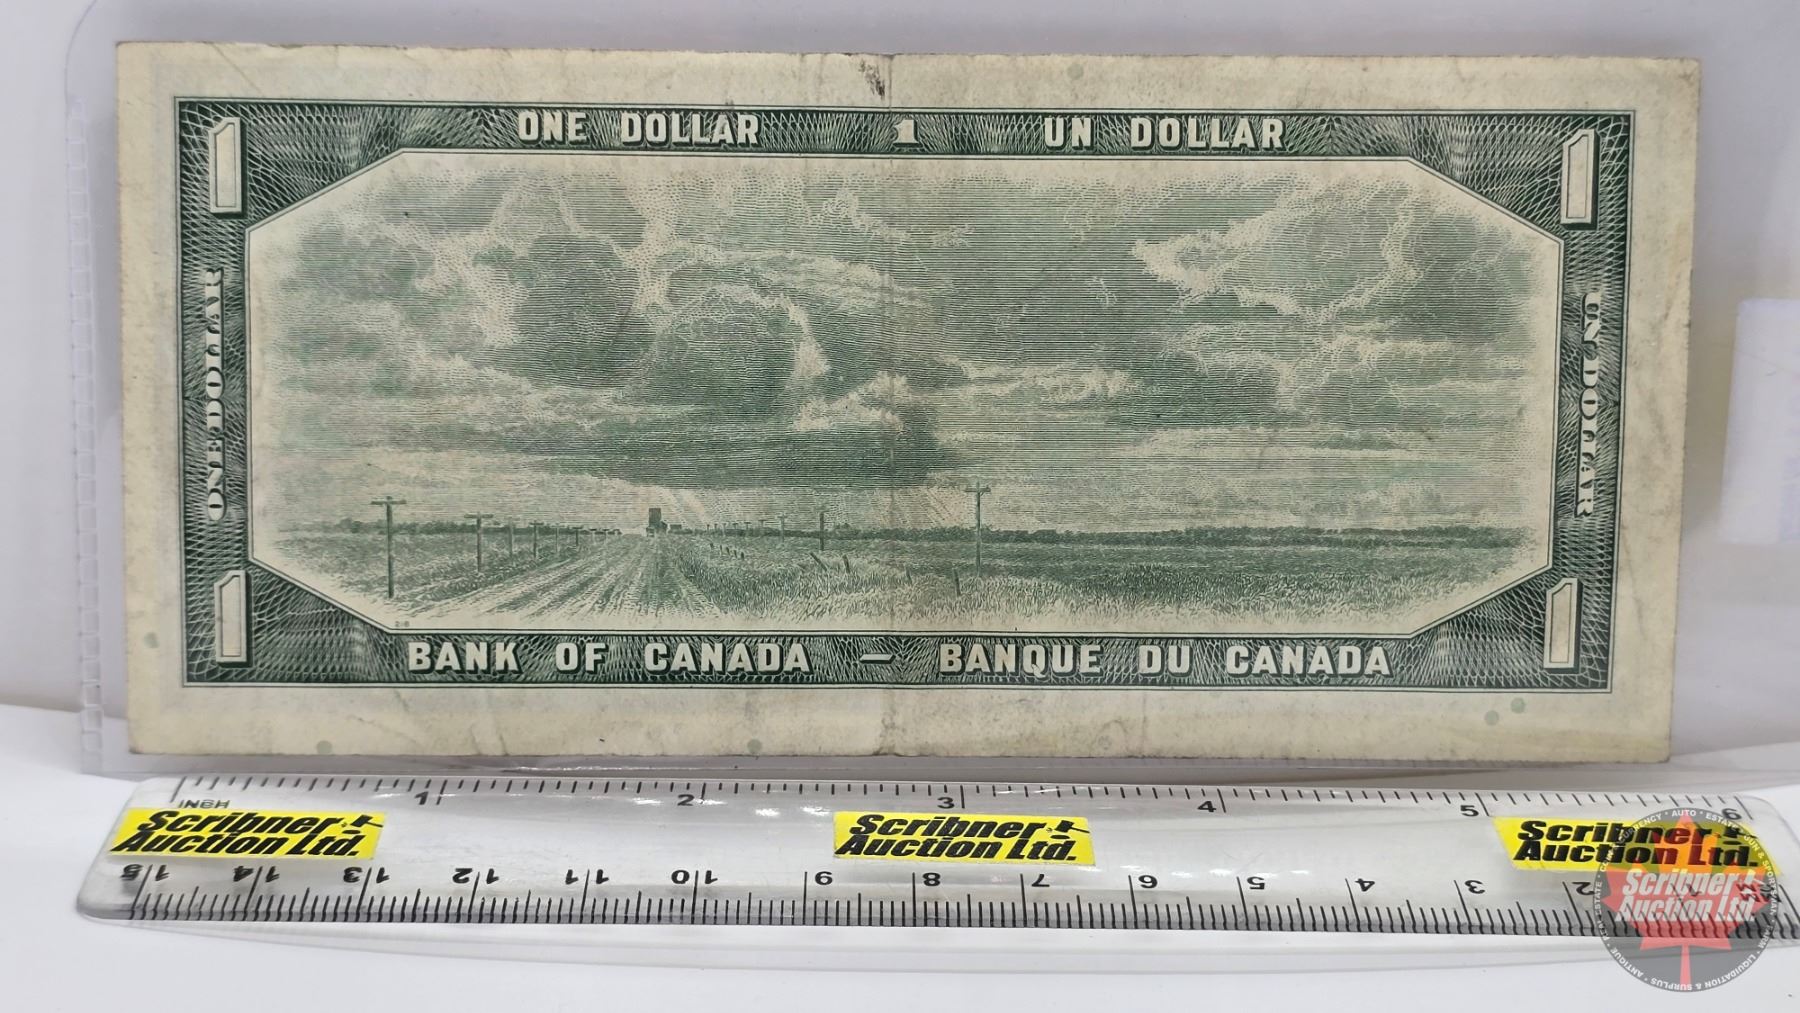 ONE DOLLAR 1 UN DOLLAR
1
1
ONE DOLLAR
UN DOLLAR
1
1
BANK OF CANADA — BANQUE DU CANADA
INCH 1 2 3 4 5 6
Scribner
Auction Ltd.
Scribner
Auction Ltd.
Scribner
Auction Ltd.
15 14 13 12 11 10 9 8 7 6 5 4 3 2
Scribner
Auction Ltd.